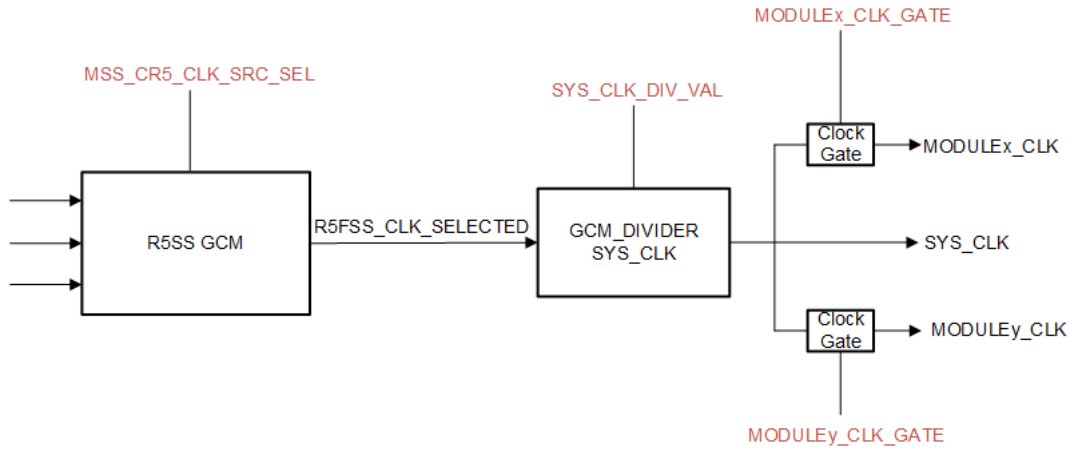 MODULEx_CLK_GATE
MSS_CR5_CLK_SRC_SEL
SYS_CLK_DIV_VAL
Clock
Gate
MODULEx_CLK
R5SS GCM
R5FSS_CLK_SELECTED
GCM_DIVIDER
SYS_CLK
SYS_CLK
Clock
Gate
MODULEy_CLK
MODULEy_CLK_GATE